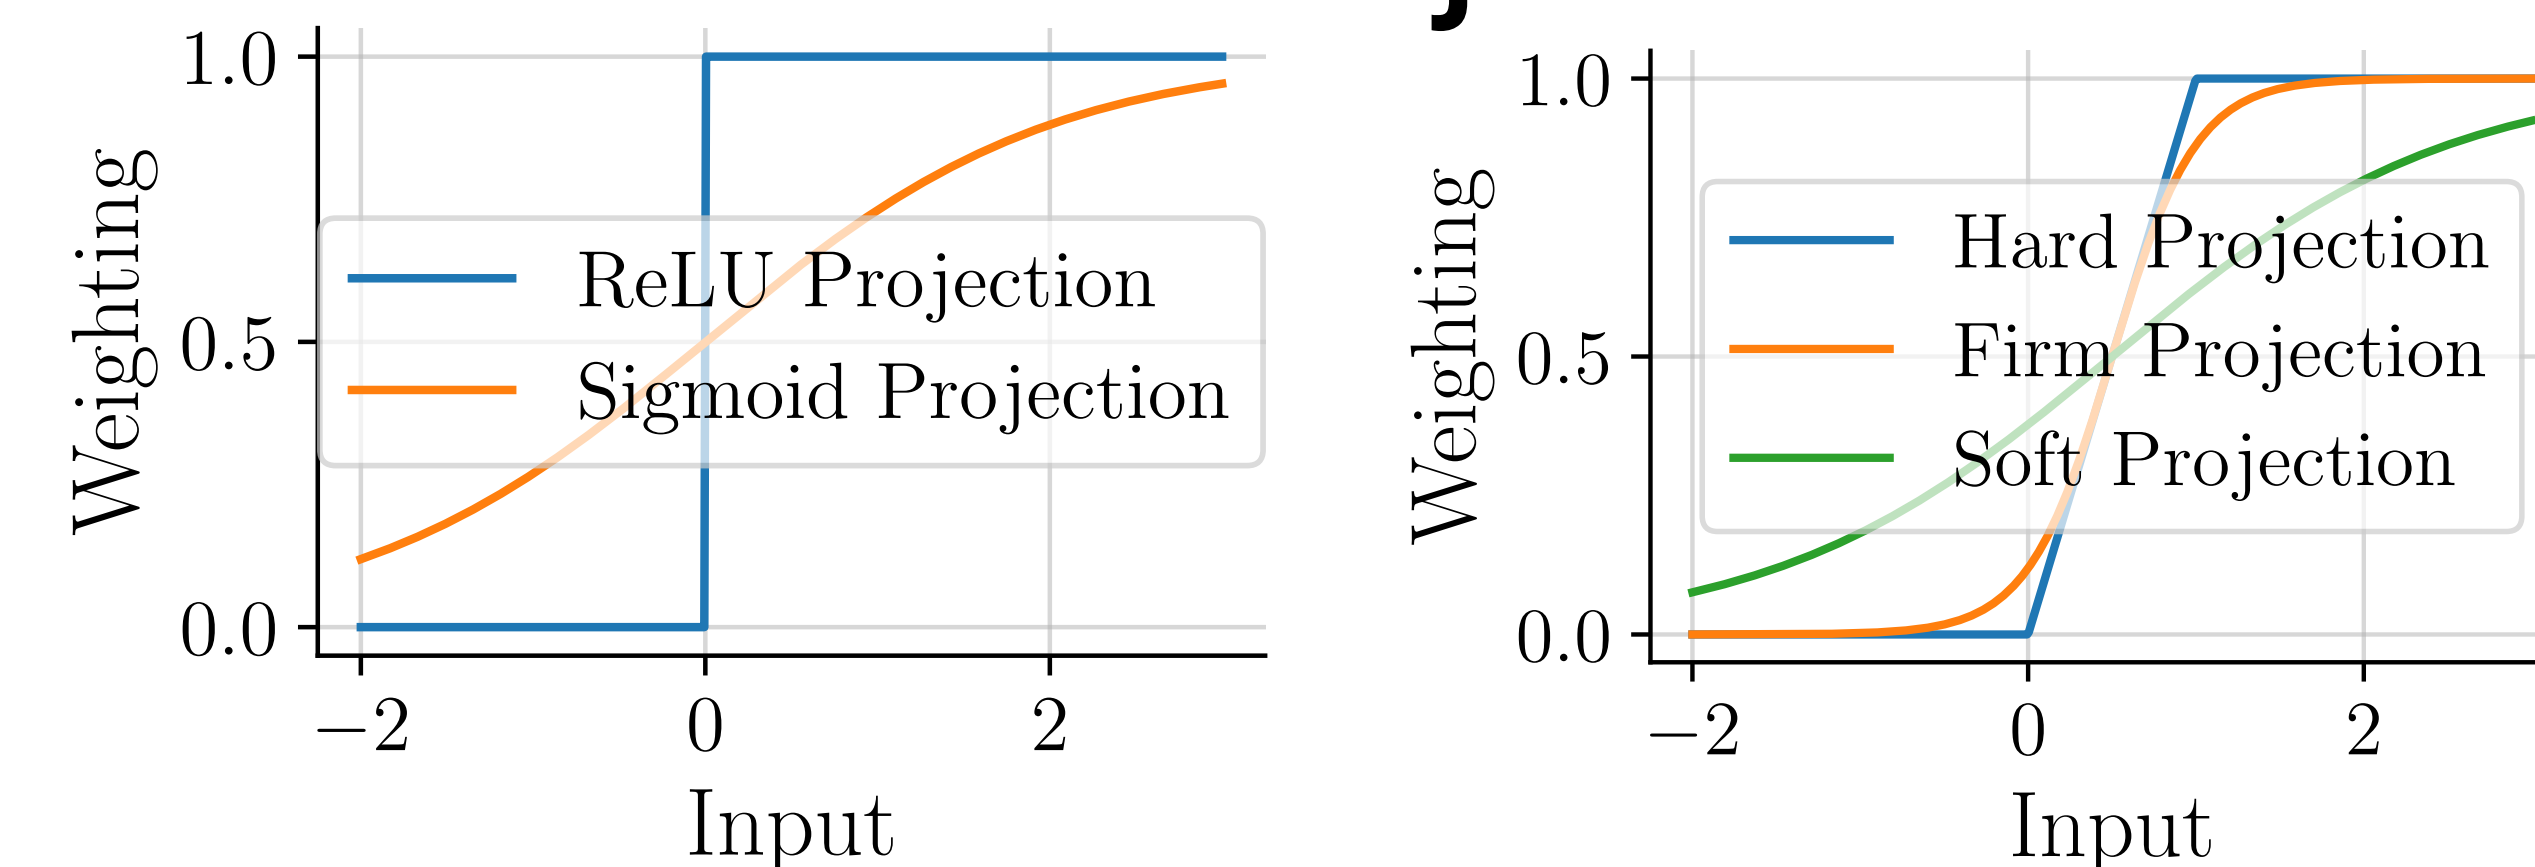 1.0
0.5
0.0
Weighting
ReLU Projection
Sigmoid Projection
−2 0 2
Input
1.0
0.5
0.0
Weighting
Hard Projection
Firm Projection
Soft Projection
−2 0 2
Input